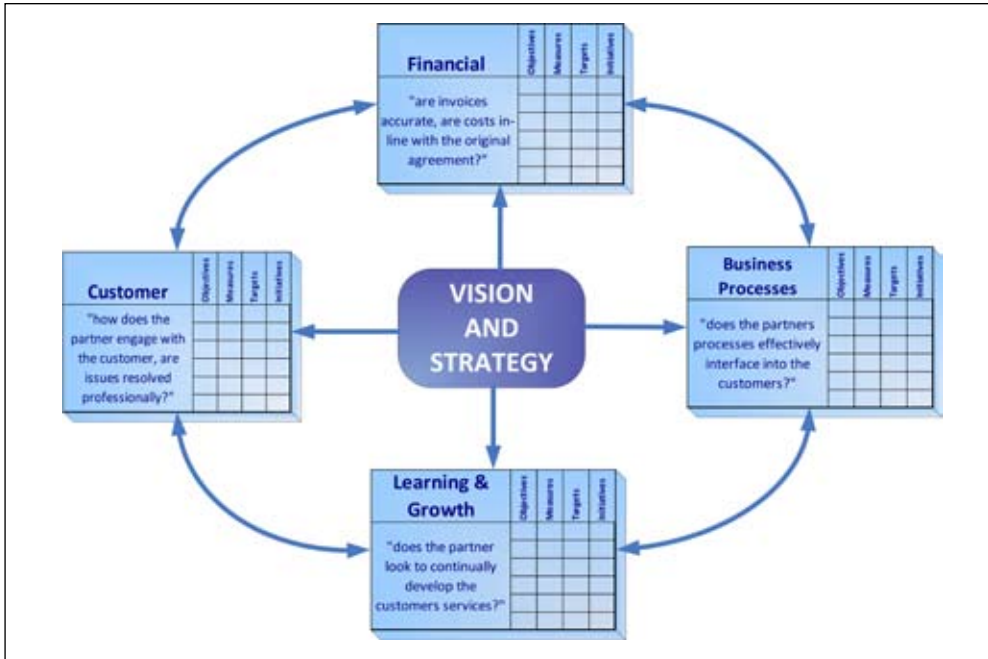 Financial
Objectives
Measures
Targets
Initiatives
"are invoices
accurate, are costs in-
line with the original
agreement?"
Customer
Objectives
Measures
Targets
Initiatives
"how does the
partner engage with
the customer, are
issues resolved
professionally?"
VISION
AND
STRATEGY
Business
Processes
Objectives
Measures
Targets
Initiatives
"does the partners
processes effectively
interface into the
customers?"
Learning &
Growth
Objectives
Measures
Targets
Initiatives
"does the partner
look to continually
develop the
customers services?"